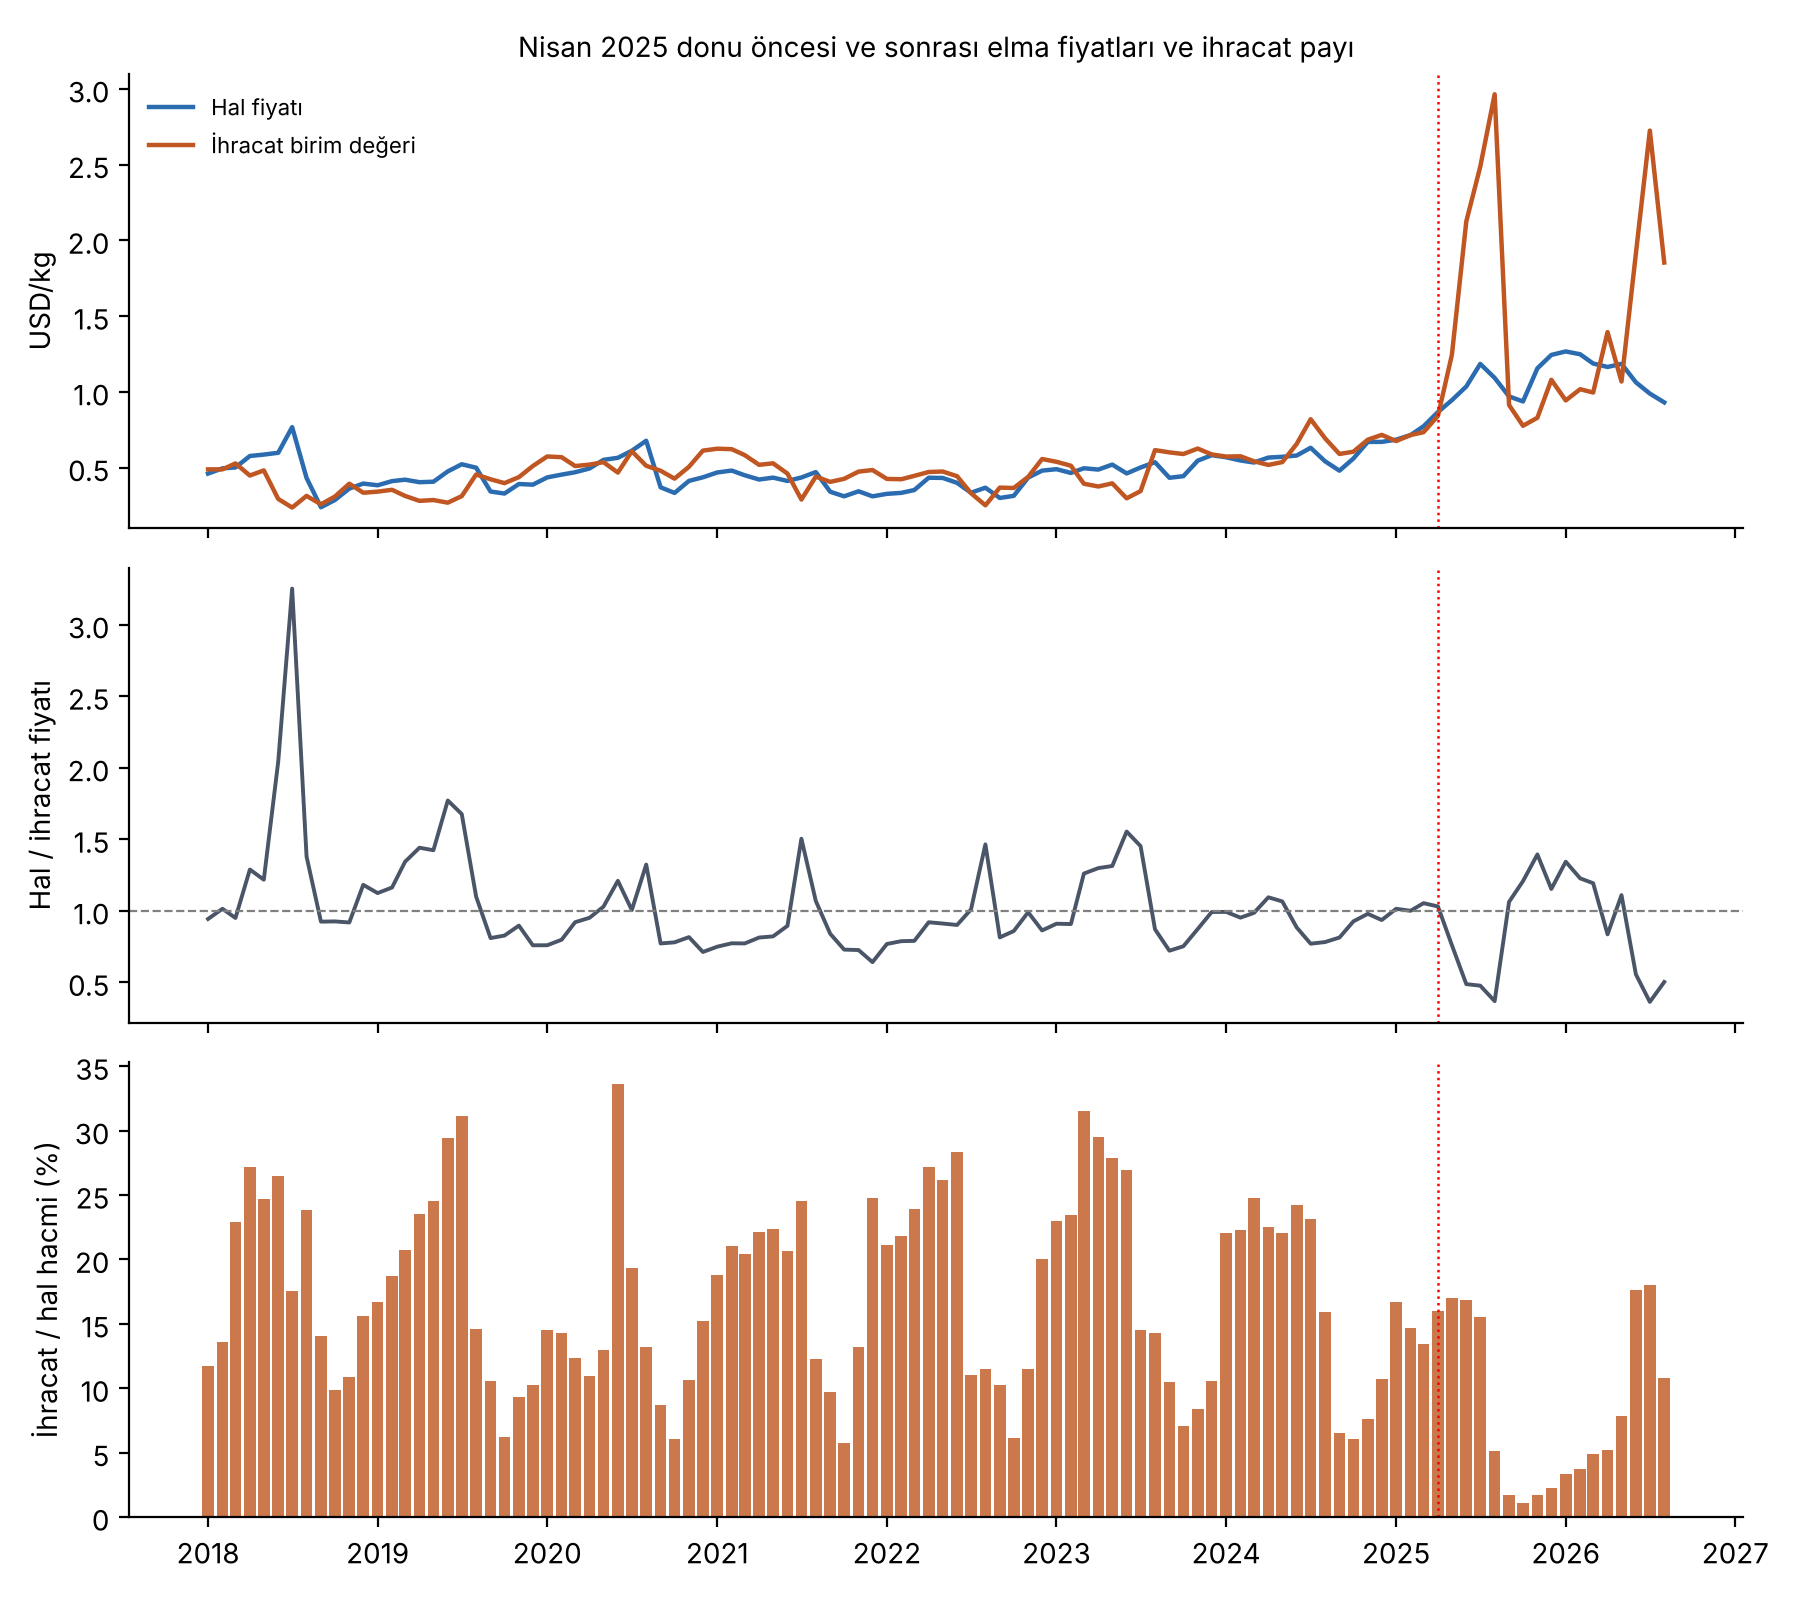 Nisan 2025 donu öncesi ve sonrası elma fiyatları ve ihracat payı
3.0
2.5
2.0
1.5
1.0
0.5
USD/kg
Hal fiyatı
İhracat birim değeri
3.0
2.5
2.0
1.5
1.0
0.5
Hal / ihracat fiyatı
35
30
25
20
15
10
5
0
İhracat / hal hacmi (%)
2018 2019 2020 2021 2022 2023 2024 2025 2026 2027